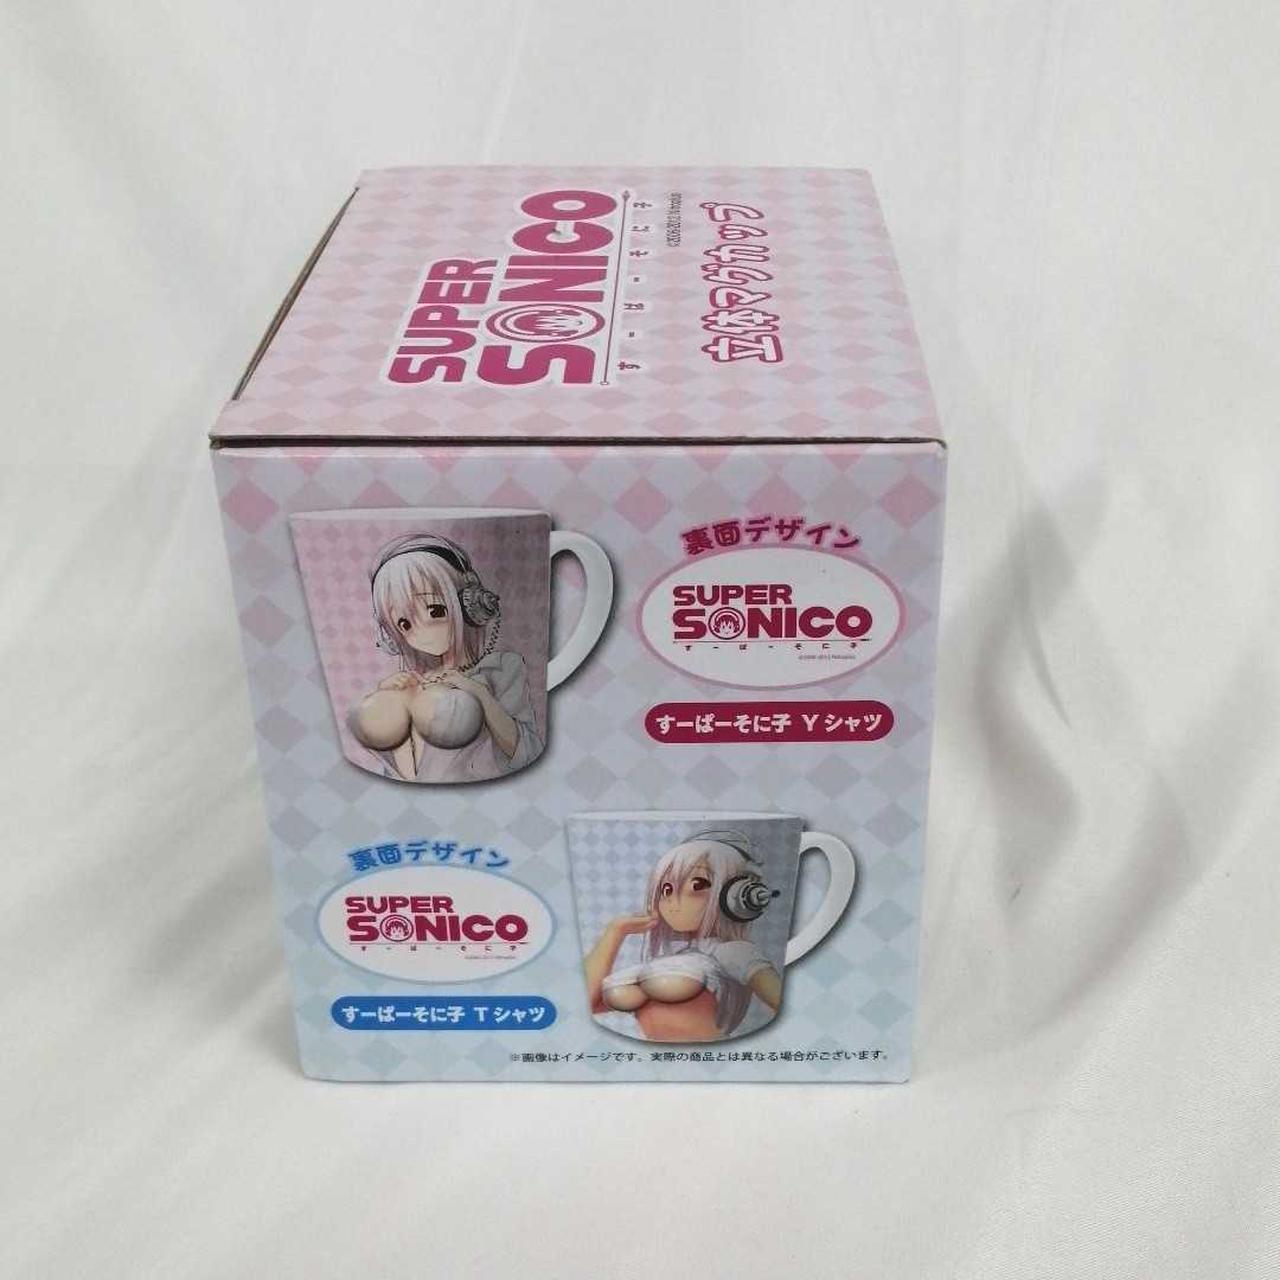 SUPER
SONICO
すーぱーそに子
©2006-2012 Nitroplus
立体マグカップ
裏面デザイン
SUPER
SONICO
すーぱーそに子
すーぱーそに子 Yシャツ
裏面デザイン
SUPER
SONICO
すーぱーそに子
すーぱーそに子 Tシャツ
※画像はイメージです。実際の商品とは異なる場合がございます。